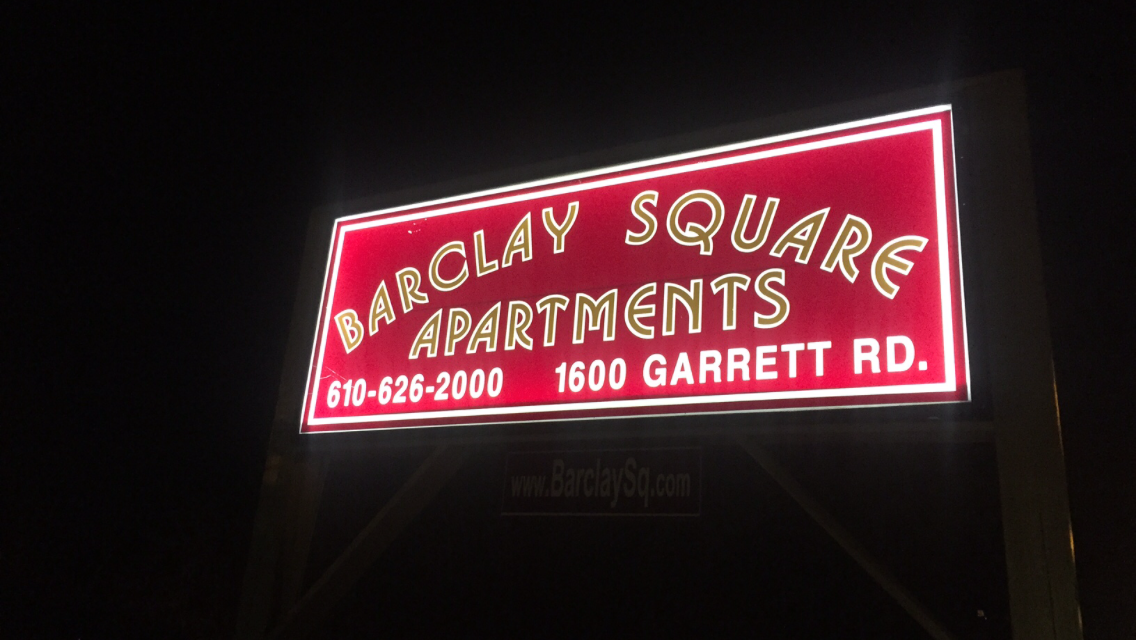 BARCLAY SQUARE
APARTMENTS
610-626-2000 1600 GARRETT RD.
www.BarclaySq.com